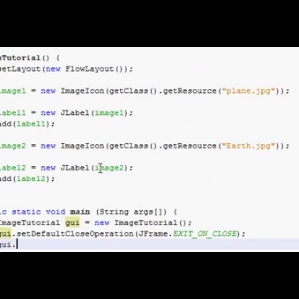 eTutorial() {
setLayout(new FlowLayout());
image1 = new ImageIcon(getClass().getResource("plane.jpg"));
label1 = new JLabel(image1);
add(label1);
image2 = new ImageIcon(getClass().getResource("Earth.jpg"));
label2 = new JLabel(image2);
add(label2);
ic static void main (String args[]) {
ImageTutorial gui = new ImageTutorial();
gui.setDefaultCloseOperation(JFrame.EXIT_ON_CLOSE);
gui.